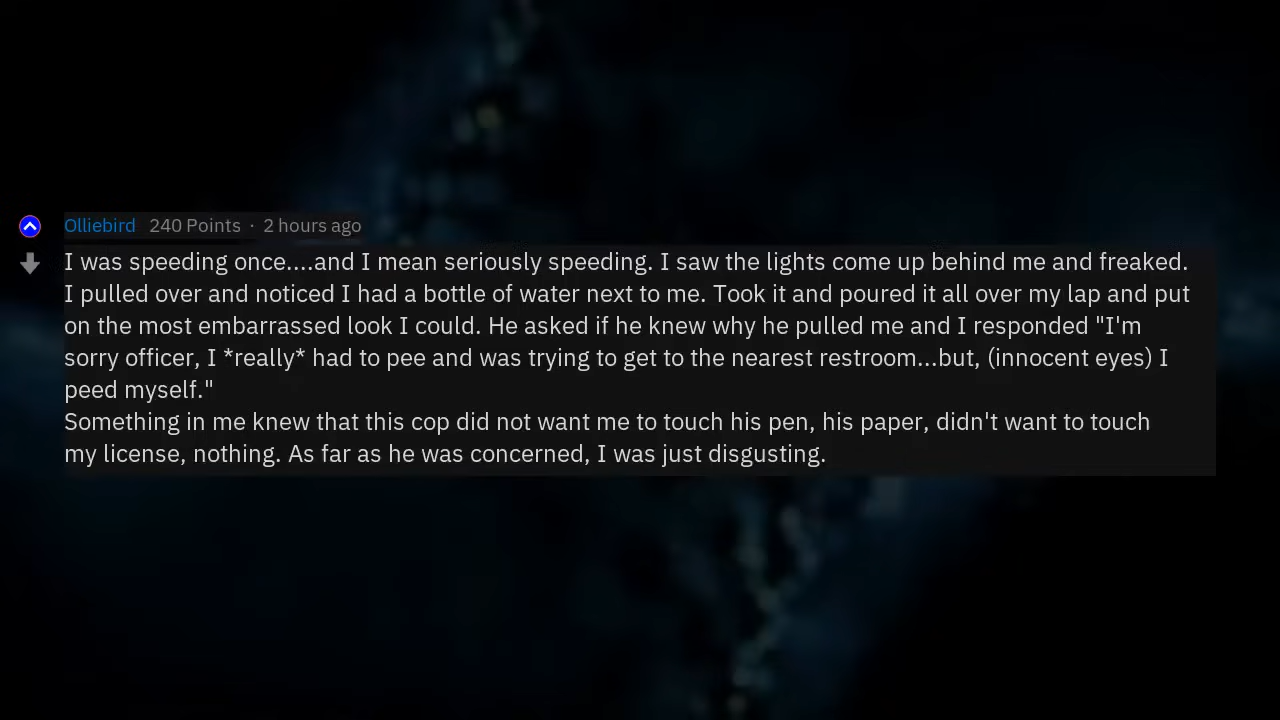 Olliebird 240 Points · 2 hours ago
I was speeding once....and I mean seriously speeding. I saw the lights come up behind me and freaked.
I pulled over and noticed I had a bottle of water next to me. Took it and poured it all over my lap and put
on the most embarrassed look I could. He asked if he knew why he pulled me and I responded "I'm
sorry officer, I *really* had to pee and was trying to get to the nearest restroom...but, (innocent eyes) I
peed myself."
Something in me knew that this cop did not want me to touch his pen, his paper, didn't want to touch
my license, nothing. As far as he was concerned, I was just disgusting.